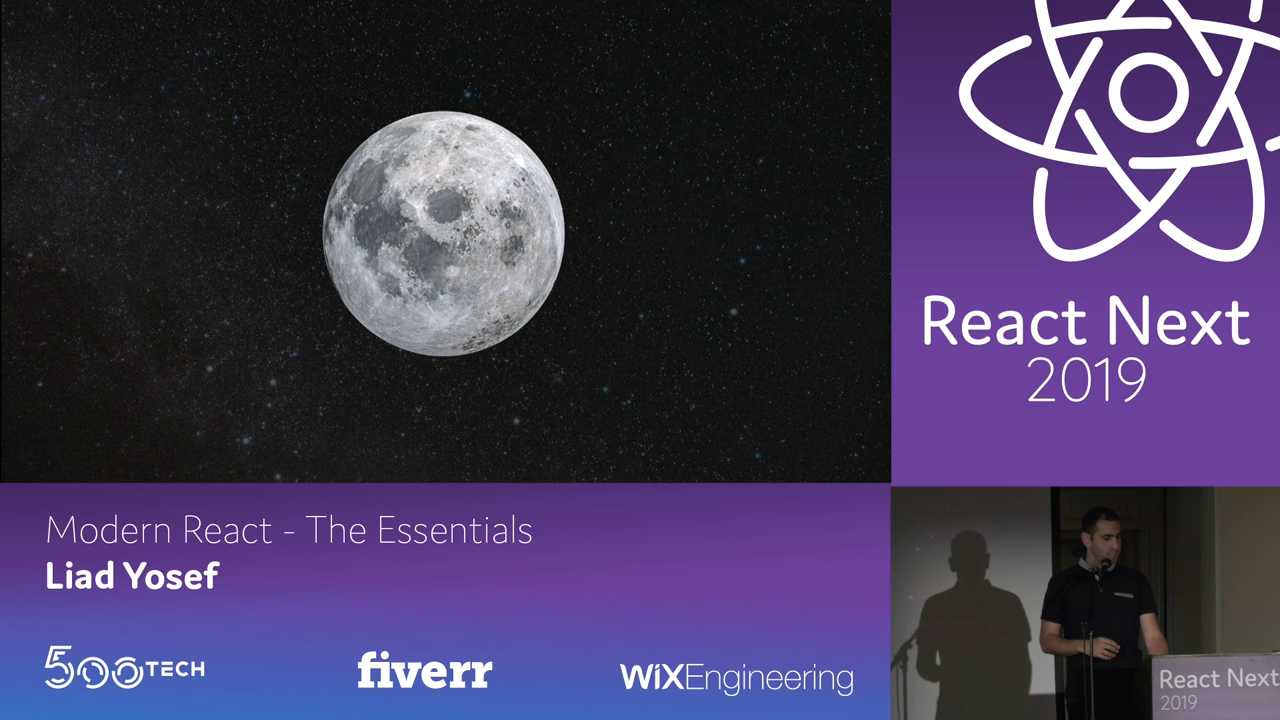 React Next
2019
Modern React - The Essentials
Liad Yosef
500TECH
fiverr
WiXEngineering
React Next
2019